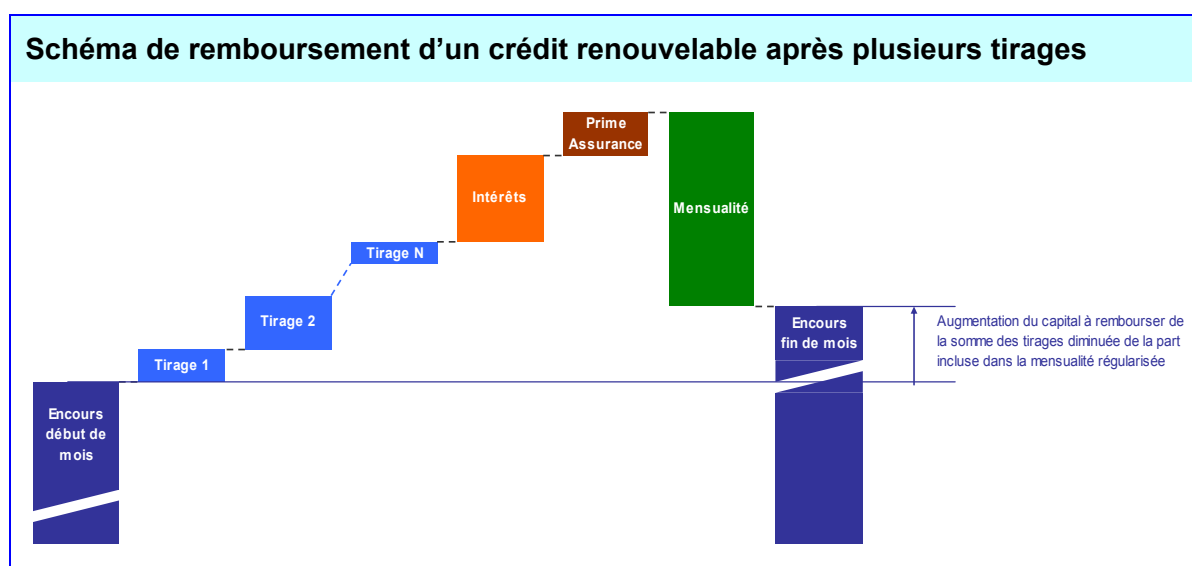 Schéma de remboursement d’un crédit renouvelable après plusieurs tirages
Prime
Assurance
Intérêts
Mensualité
Tirage N
Tirage 2
Tirage 1
Encours
début de
mois
Encours
fin de mois
Augmentation du capital à rembourser de
la somme des tirages diminuée de la part
incluse dans la mensualité régularisée